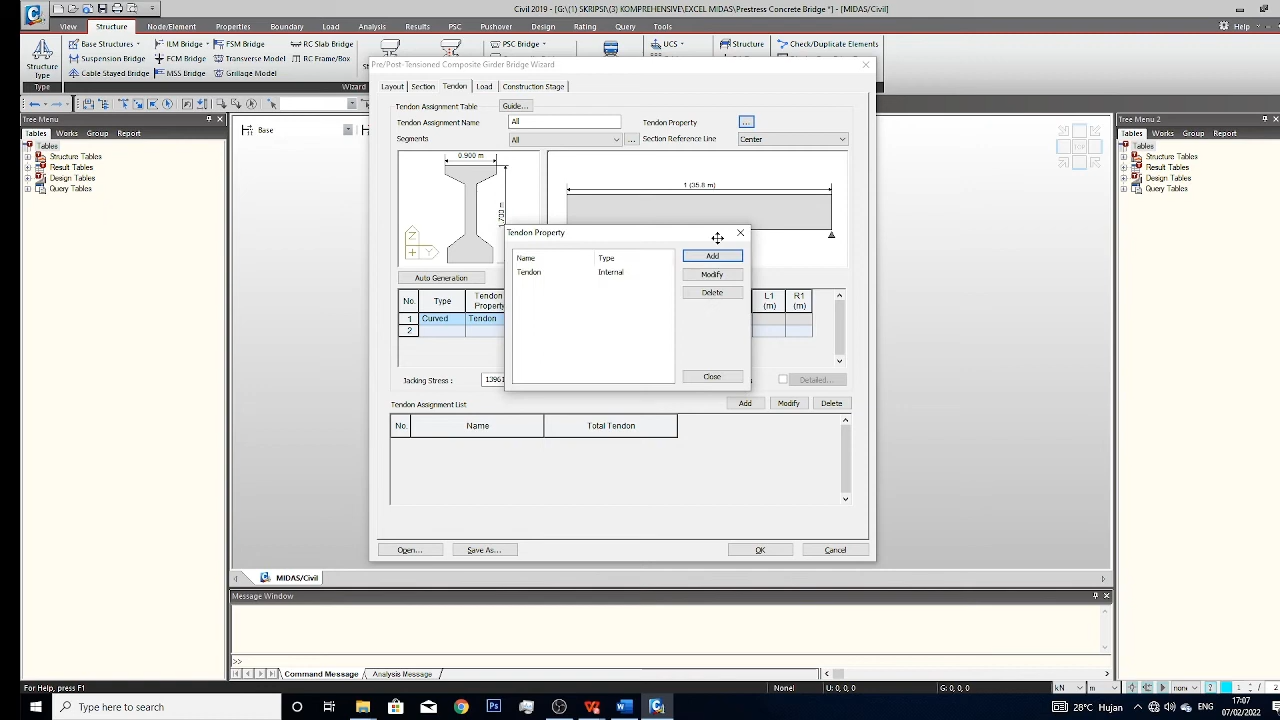 Civil 2019 - [G:\(1) SKRIPSI\(3) KOMPREHENSIVE\EXCEL MIDAS\Prestress Concrete Bridge *] - [MIDAS/Civil]
View Structure Node/Element Properties Boundary Load Analysis Results PSC Pushover Design Rating Query Tools Help
Base Structures ILM Bridge FSM Bridge RC Slab Bridge PSC Bridge UCS Structure Check/Duplicate Elements
Suspension Bridge FCM Bridge Transverse Model RC Frame/Box
Cable Stayed Bridge MSS Bridge Grillage Model
Structure Type
Type Wizard
Pre/Post-Tensioned Composite Girder Bridge Wizard
Layout Section Tendon Load Construction Stage
Tree Menu
Tables Works Group Report
Tables
Structure Tables
Result Tables
Design Tables
Query Tables
Base
Tendon Assignment Table Guide...
Tendon Assignment Name All Tendon Property ...
Segments All ... Section Reference Line Center
0.900 m
1 (35.8 m)
Z
Y
Auto Generation
No. Type Tendon Property L1 (m) R1 (m)
1 Curved Tendon
2
Jacking Stress : 13961 Detailed...
Tendon Property
Name Type
Tendon Internal
Add
Modify
Delete
Close
Tendon Assignment List Add Modify Delete
No. Name Total Tendon
Open... Save As... OK Cancel
Tree Menu 2
Tables Works Group Report
Tables
Structure Tables
Result Tables
Design Tables
Query Tables
MIDAS/Civil
Message Window
>>
Command Message Analysis Message
For Help, press F1 None! U: 0, 0, 0 G: 0, 0, 0 kN m non 1 2
Type here to search 28°C Hujan ENG 17:07
07/02/2022